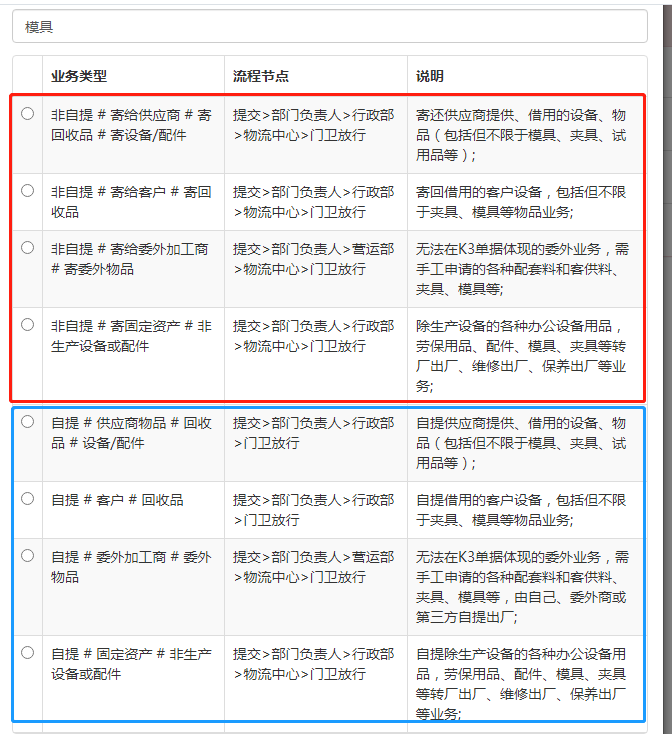 模具
业务类型 流程节点 说明
非自提 # 寄给供应商 # 寄 提交>部门负责人>行政部 寄还供应商提供、借用的设备、物
回收品 # 寄设备/配件 >物流中心>门卫放行 品（包括但不限于模具、夹具、试
用品等）;
非自提 # 寄给客户 # 寄回 提交>部门负责人>行政部 寄回借用的客户设备，包括但不限
收品 >物流中心>门卫放行 于夹具、模具等物品业务;
非自提 # 寄给委外加工商 提交>部门负责人>营运部 无法在K3单据体现的委外业务，需
# 寄委外物品 >物流中心>门卫放行 手工申请的各种配套料和客供料、
夹具、模具等;
非自提 # 寄固定资产 # 非 提交>部门负责人>行政部 除生产设备的各种办公设备用品，
生产设备或配件 >物流中心>门卫放行 劳保用品、配件、模具、夹具等转
厂出厂、维修出厂、保养出厂等业
务;
自提 # 供应商物品 # 回收 提交>部门负责人>行政部 自提供应商提供、借用的设备、物
品 # 设备/配件 >门卫放行 品（包括但不限于模具、夹具、试
用品等）;
自提 # 客户 # 回收品 提交>部门负责人>行政部 自提借用的客户设备，包括但不限
>门卫放行 于夹具、模具等物品业务;
自提 # 委外加工商 # 委外 提交>部门负责人>营运部 无法在K3单据体现的委外业务，需
物品 >物流中心>门卫放行 手工申请的各种配套料和客供料、
夹具、模具等，由自己、委外商或
第三方自提出厂;
自提 # 固定资产 # 非生产 提交>部门负责人>行政部 自提除生产设备的各种办公设备用
设备或配件 >物流中心>门卫放行 品，劳保用品、配件、模具、夹具
等转厂出厂、维修出厂、保养出厂
等业务;